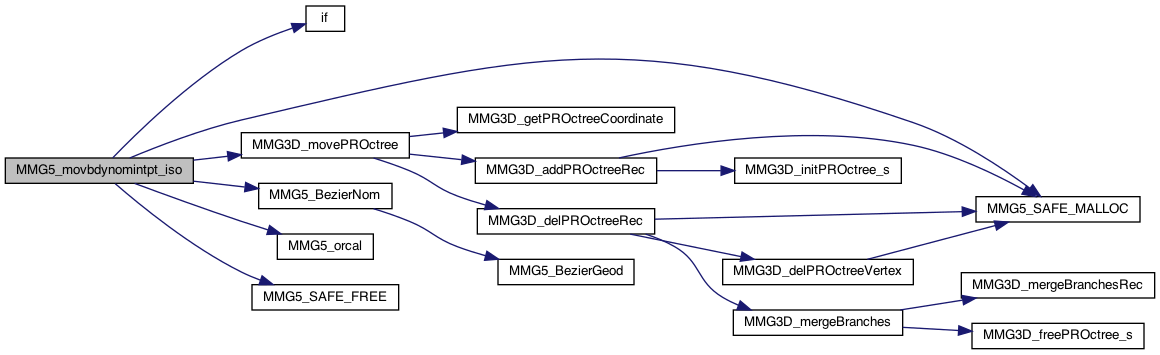 if
MMG3D_getPROctreeCoordinate
MMG3D_movePROctree
MMG5_movbdynomintpt_iso
MMG3D_addPROctreeRec
MMG3D_initPROctree_s
MMG5_BezierNom
MMG5_SAFE_MALLOC
MMG3D_delPROctreeRec
MMG5_orcal
MMG5_BezierGeod
MMG3D_delPROctreeVertex
MMG3D_mergeBranchesRec
MMG5_SAFE_FREE
MMG3D_mergeBranches
MMG3D_freePROctree_s